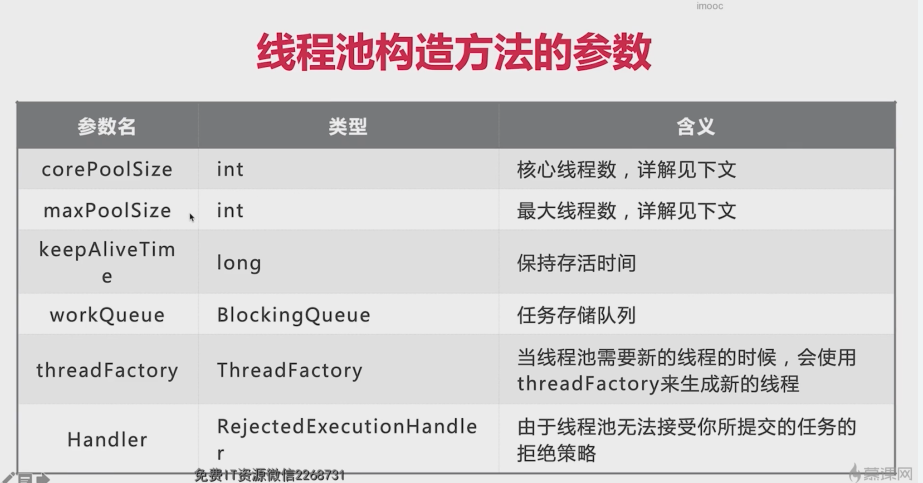 imooc
线程池构造方法的参数
参数名 类型 含义
corePoolSize int 核心线程数，详解见下文
maxPoolSize int 最大线程数，详解见下文
keepAliveTim
e
long 保持存活时间
workQueue BlockingQueue 任务存储队列
threadFactory ThreadFactory
当线程池需要新的线程的时候，会使用
threadFactory来生成新的线程
Handler
RejectedExecutionHandle
r
由于线程池无法接受你所提交的任务的
拒绝策略
免费IT资源微信2268731
慕课网